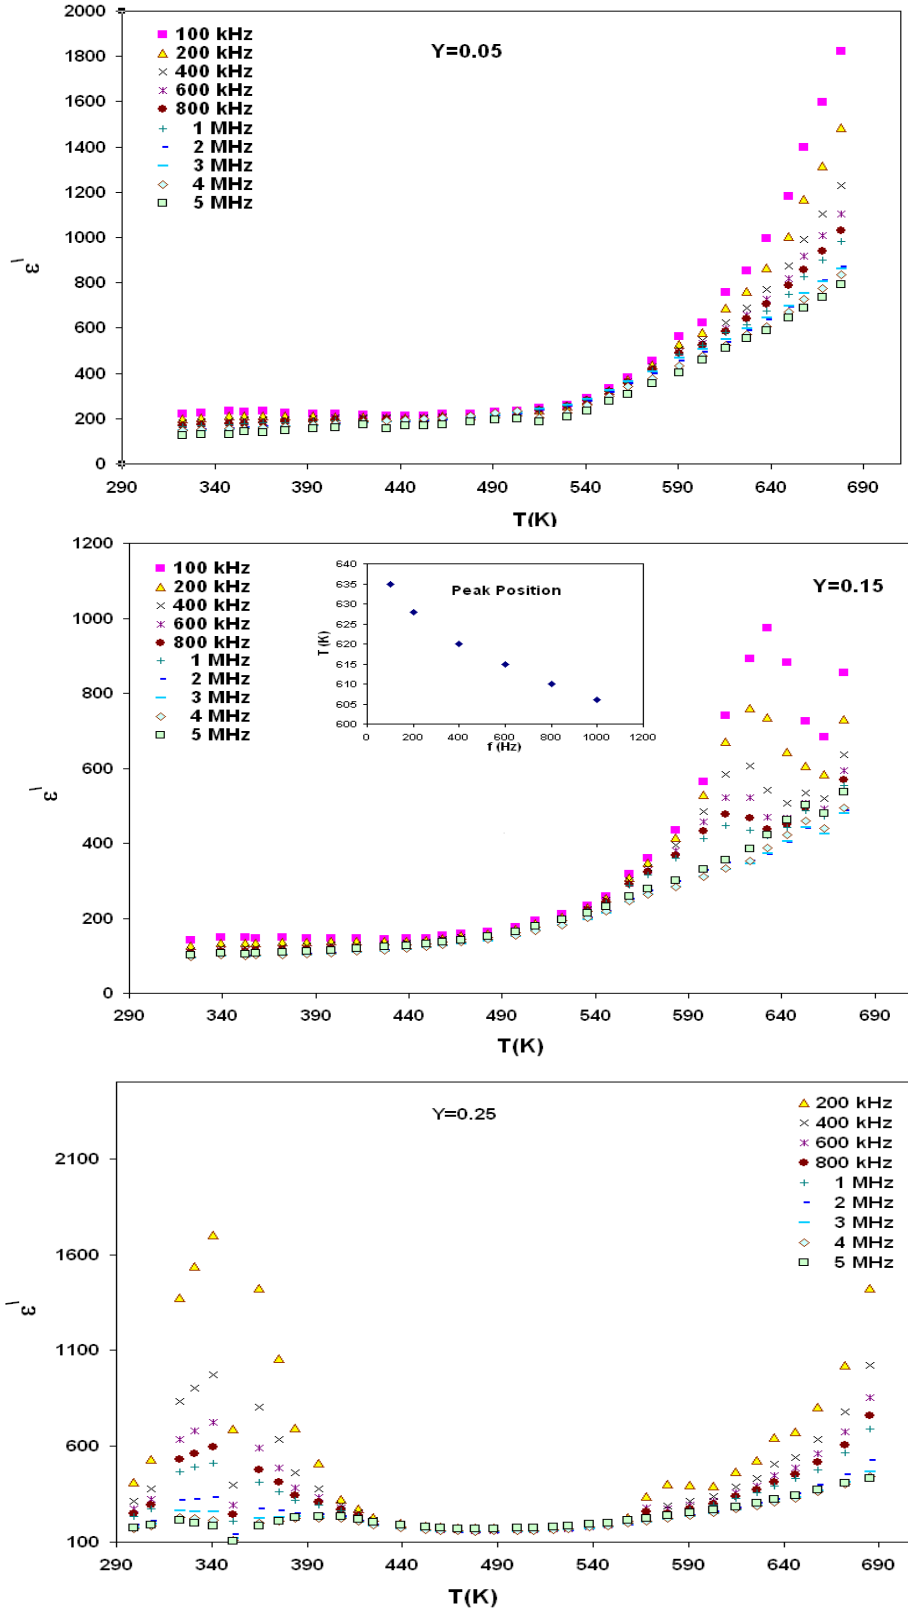 2000
1800
1600
1400
1200
1000
800
600
400
200
0
100 kHz
200 kHz
400 kHz
600 kHz
800 kHz
1 MHz
2 MHz
3 MHz
4 MHz
5 MHz
Y=0.05
ε/
290 340 390 440 490 540 590 640 690
T(K)
1200
1000
800
600
400
200
0
100 kHz
200 kHz
400 kHz
600 kHz
800 kHz
1 MHz
2 MHz
3 MHz
4 MHz
5 MHz
640
635
630
625
620
615
610
605
600
T (K)
Peak Position
0 200 400 600 800 1000 1200
f (Hz)
Y=0.15
ε/
290 340 390 440 490 540 590 640 690
T(K)
2100
1600
1100
600
100
Y=0.25
200 kHz
400 kHz
600 kHz
800 kHz
1 MHz
2 MHz
3 MHz
4 MHz
5 MHz
ε/
290 340 390 440 490 540 590 640 690
T(K)